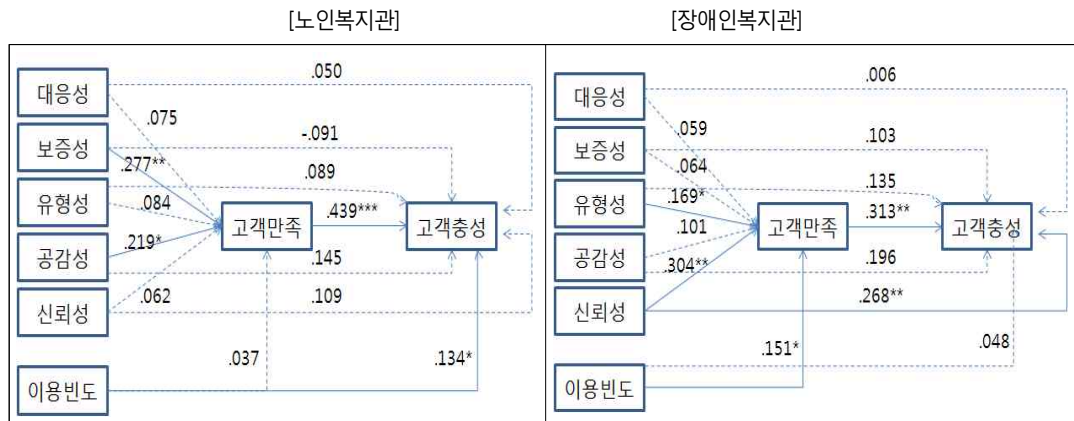 [노인복지관] [장애인복지관]
대응성 .050
.075
보증성 -.091
.277**
.089
유형성 .084
고객만족 .439*** 고객충성
공감성 .219*
.145
신뢰성 .062 .109
.037 .134*
이용빈도
대응성 .006
.059
보증성 .103
.064
.135
유형성 .169*
고객만족 .313** 고객충성
공감성 .101
.304** .196
신뢰성 .268**
.151* .048
이용빈도